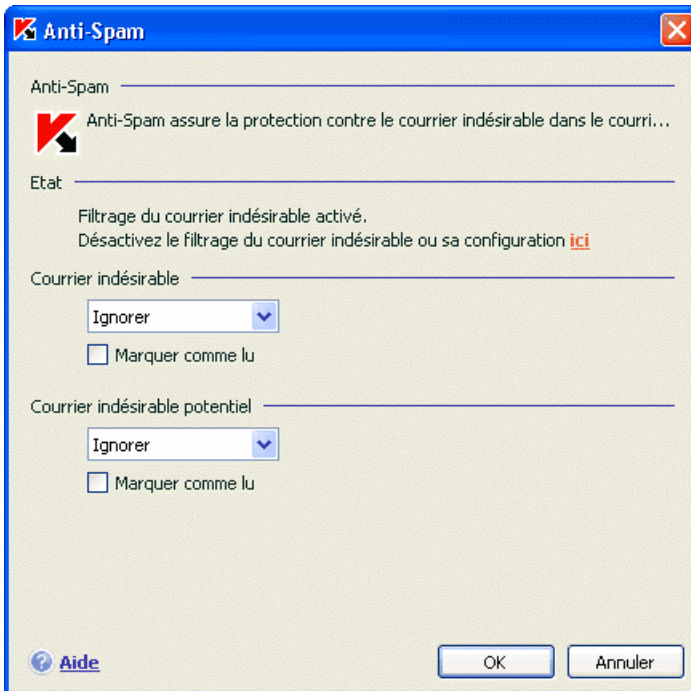 Anti-Spam
Anti-Spam
Anti-Spam assure la protection contre le courrier indésirable dans le courri...
Etat
Filtrage du courrier indésirable activé.
Désactivez le filtrage du courrier indésirable ou sa configuration ici
Courrier indésirable
Ignorer
Marquer comme lu
Courrier indésirable potentiel
Ignorer
Marquer comme lu
Aide
OK
Annuler